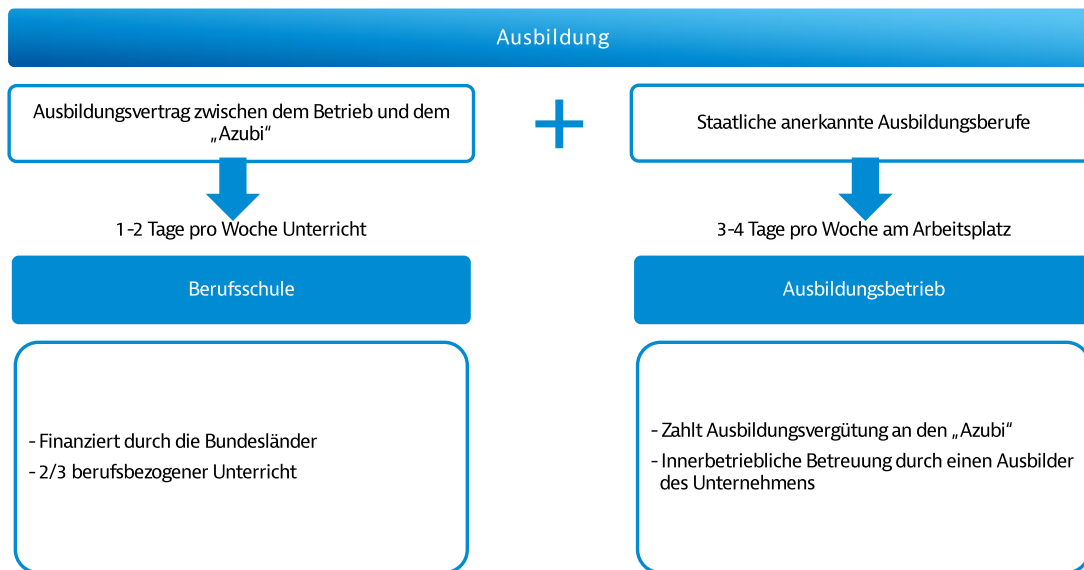 Ausbildung
Ausbildungsvertrag zwischen dem Betrieb und dem
„Azubi“
+
Staatliche anerkannte Ausbildungsberufe
1-2 Tage pro Woche Unterricht
3-4 Tage pro Woche am Arbeitsplatz
Berufsschule
Ausbildungsbetrieb
- Finanziert durch die Bundesländer
- 2/3 berufsbezogener Unterricht
- Zahlt Ausbildungsvergütung an den „Azubi“
- Innerbetriebliche Betreuung durch einen Ausbilder
des Unternehmens